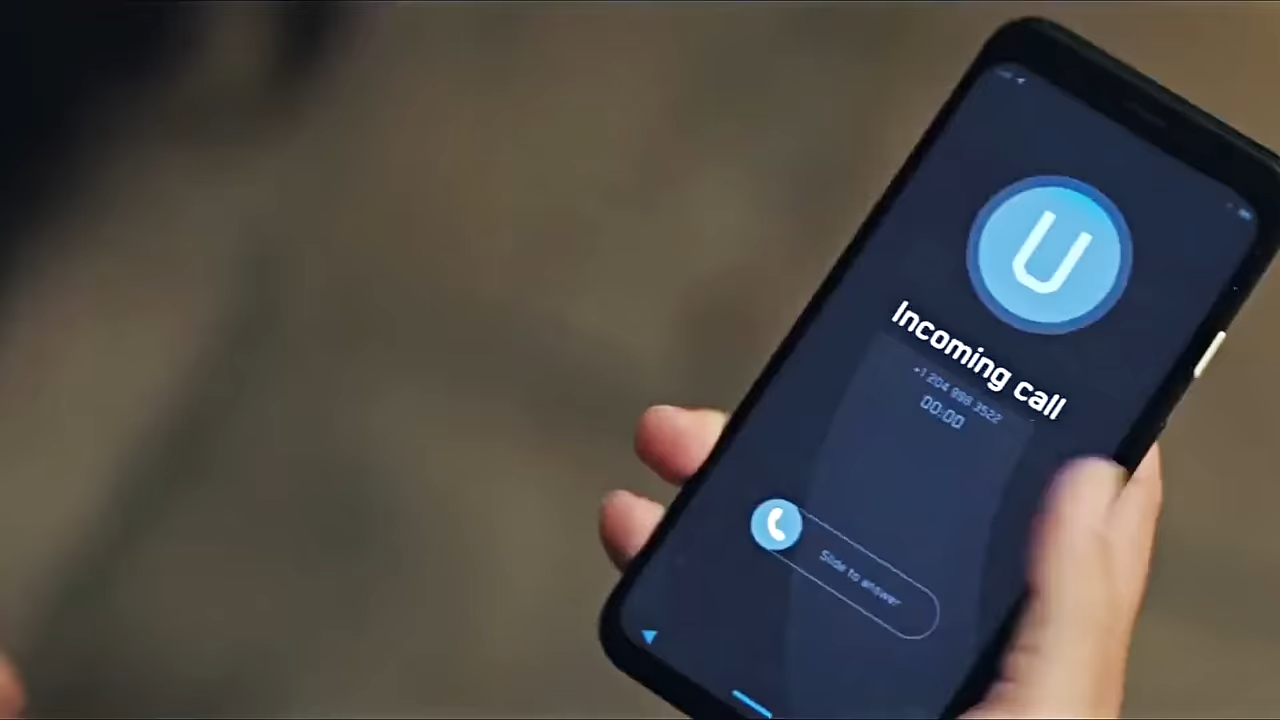 U
Incoming call
+1 204 998 3522
00:00
Slide to answer